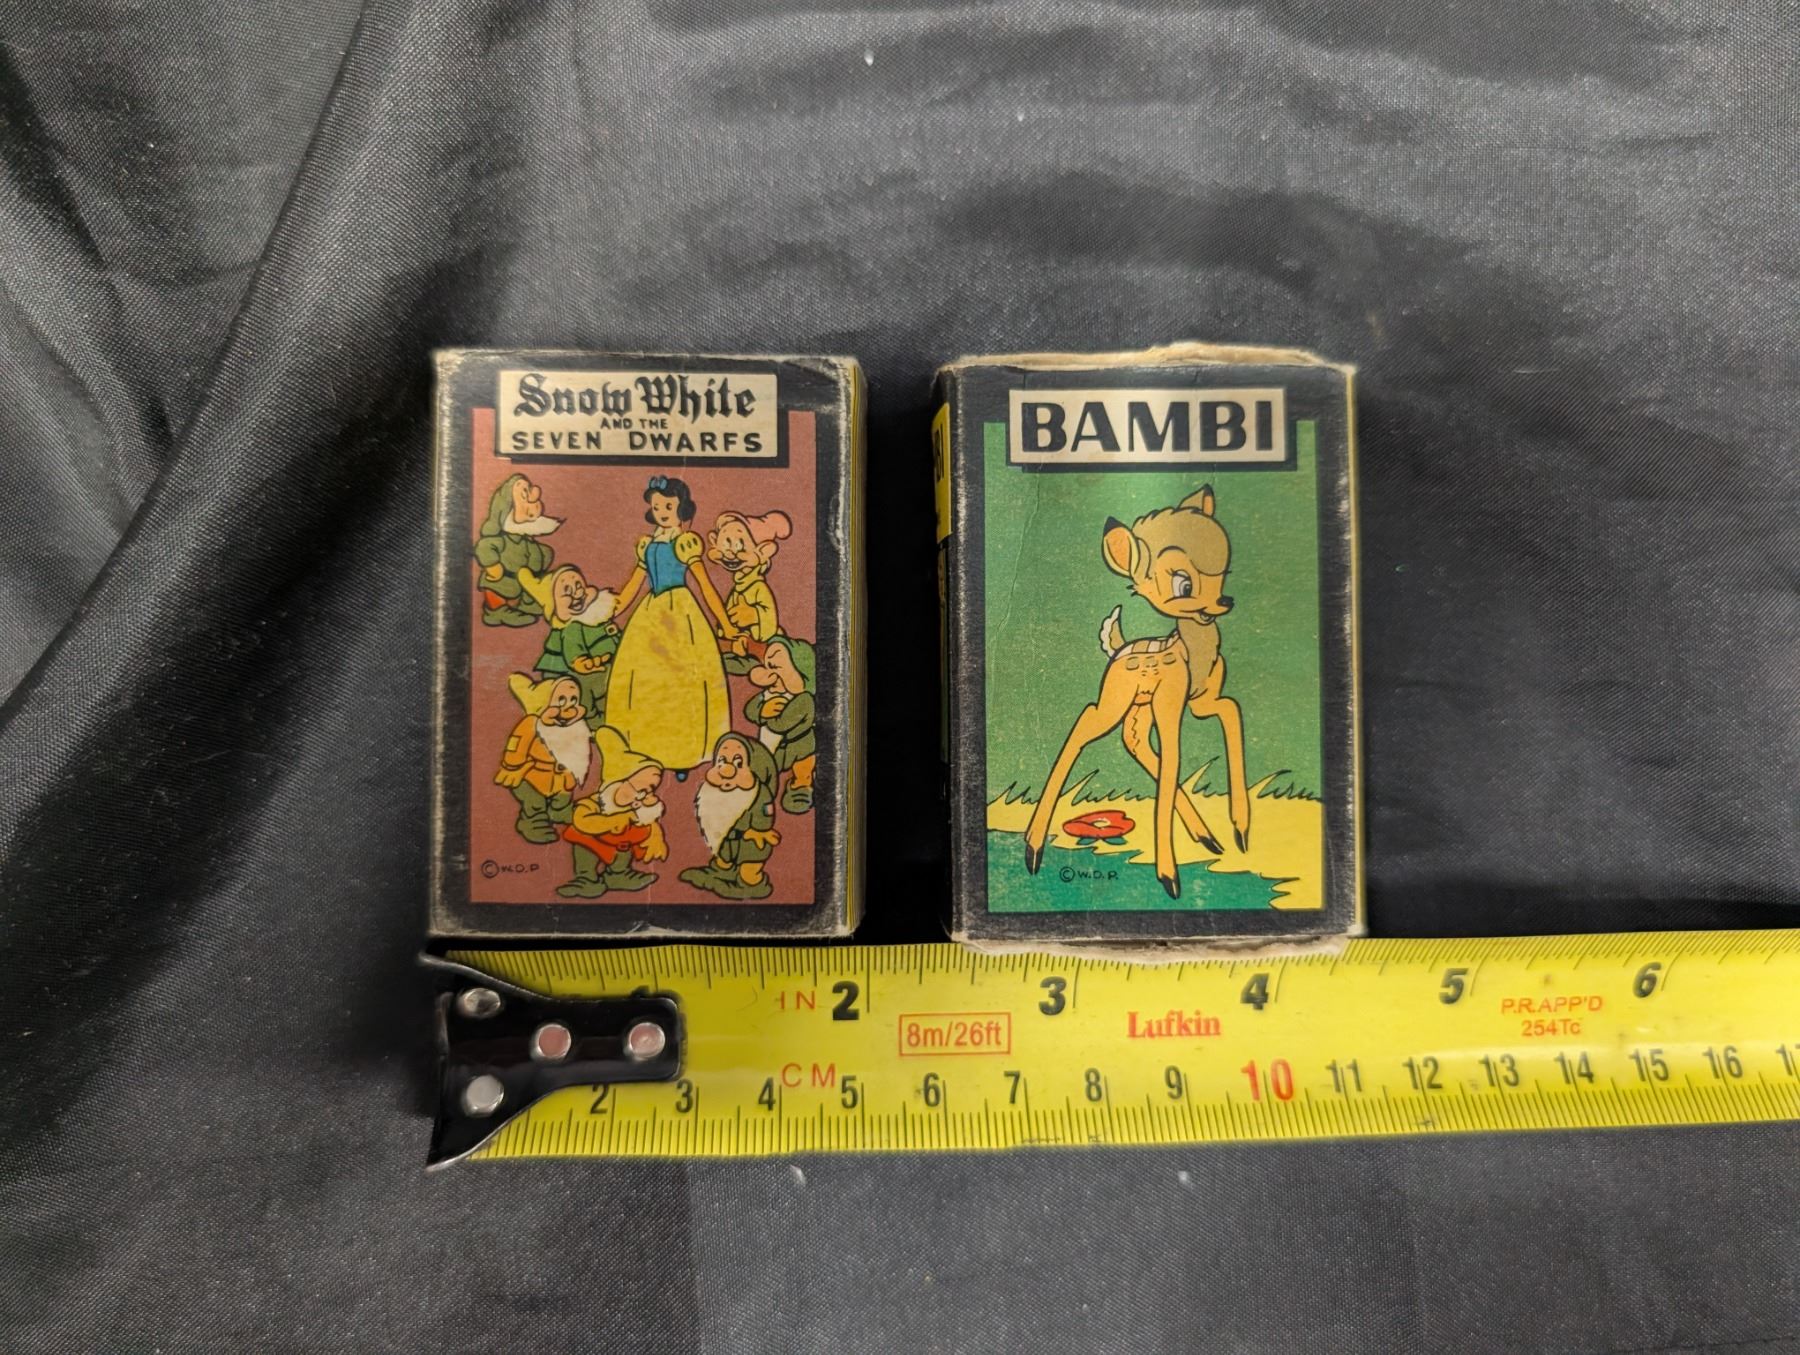 Snow White
AND THE
SEVEN DWARFS
© W.D.P
BAMBI
© W.D.P.
1 IN 2 3 4 5 6
8m/26ft
Lufkin
P.R.APP'D
254Tc
CM
2 3 4 5 6 7 8 9 10 11 12 13 14 15 16